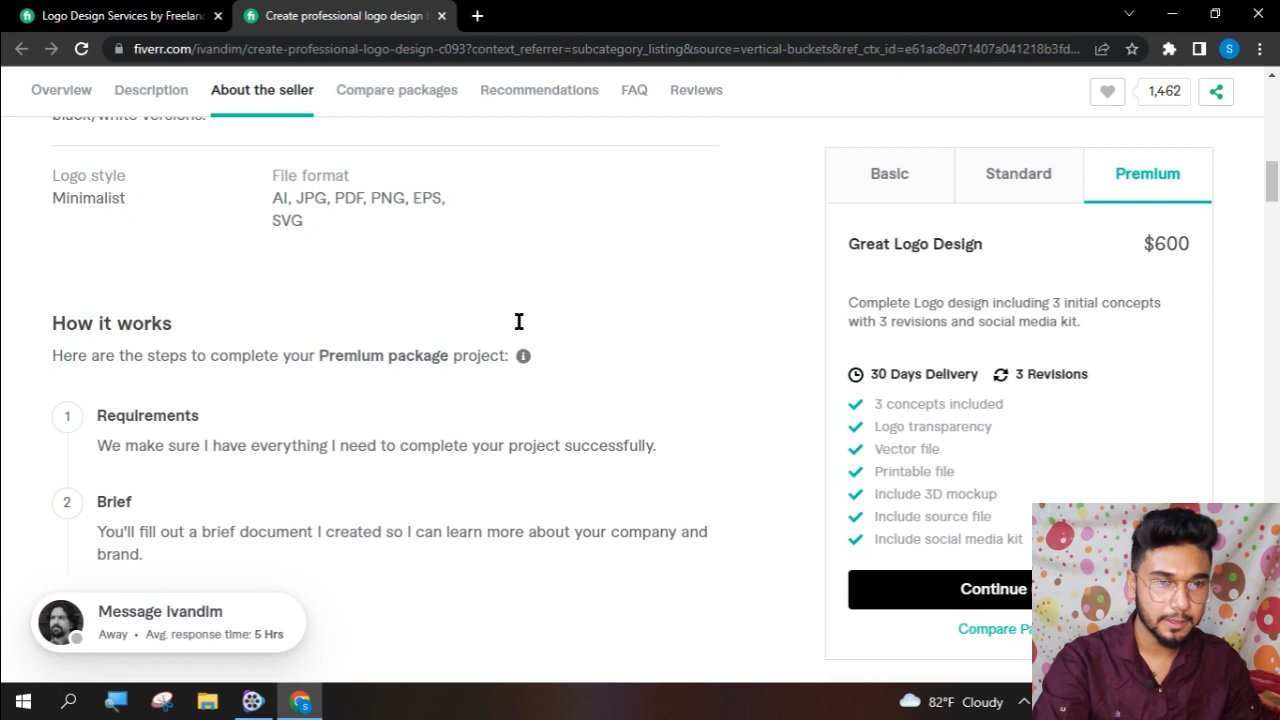 Logo Design Services by Freelanc
Create professional logo design
fiverr.com/ivandim/create-professional-logo-design-c093?context_referrer=subcategory_listing&source=vertical-buckets&ref_ctx_id=e61ac8e071407a041218b3fd...
S
Overview
Description
About the seller
Compare packages
Recommendations
FAQ
Reviews
1,462
black/white versions.
Logo style
File format
Minimalist
AI, JPG, PDF, PNG, EPS,
SVG
Basic
Standard
Premium
Great Logo Design
$600
Complete Logo design including 3 initial concepts
with 3 revisions and social media kit.
30 Days Delivery
3 Revisions
3 concepts included
Logo transparency
Vector file
Printable file
Include 3D mockup
Include source file
Include social media kit
Continue
Compare Pa
How it works
Here are the steps to complete your Premium package project:
1
Requirements
We make sure I have everything I need to complete your project successfully.
2
Brief
You'll fill out a brief document I created so I can learn more about your company and
brand.
Message Ivandim
Away • Avg. response time: 5 Hrs
82°F Cloudy